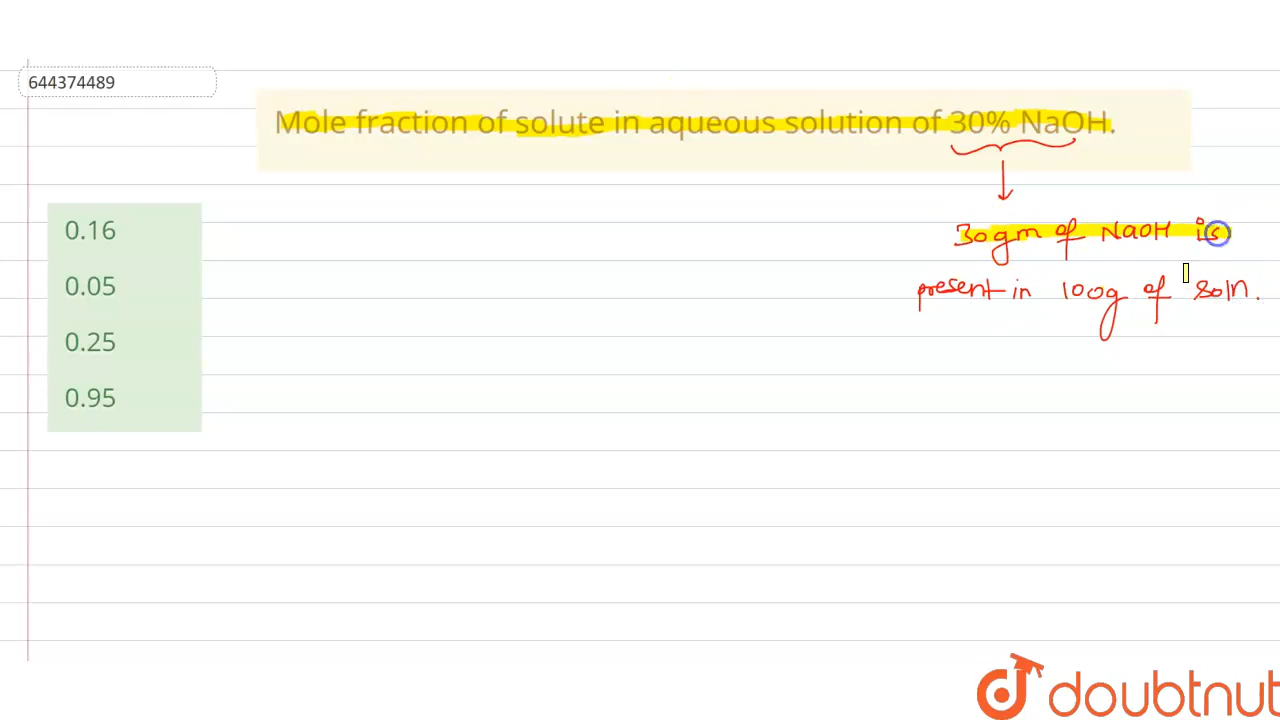 644374489
Mole fraction of solute in aqueous solution of 30% NaOH.
30gm of NaOH is
present in 100g of soln.
0.16
0.05
0.25
0.95
doubtnut